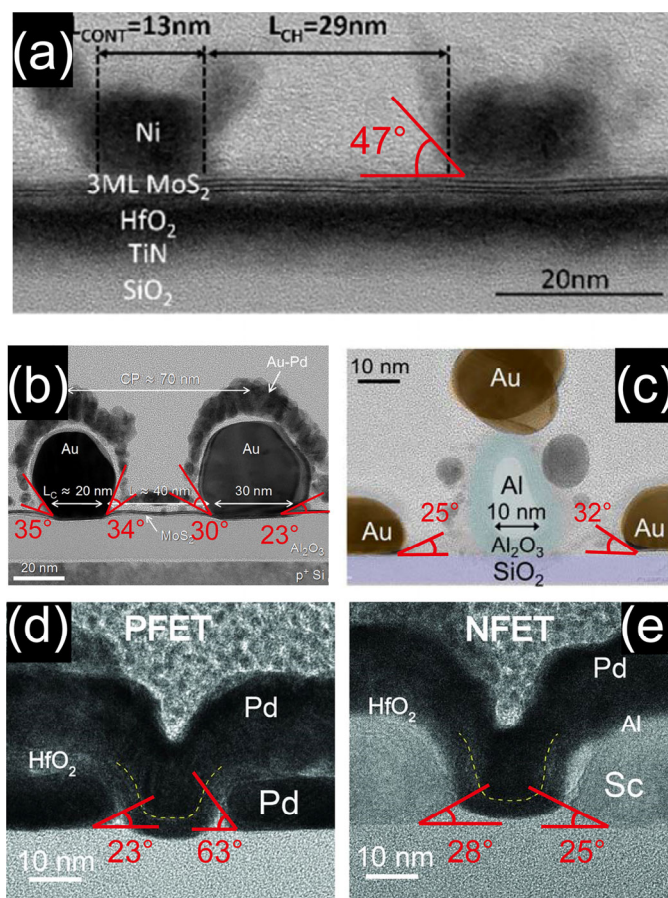 (a)
L_CONT=13nm
L_CH=29nm
Ni
47°
3ML MoS₂
HfO₂
TiN
SiO₂
20nm
(b)
CP ≈ 70 nm
Au-Pd
Au
Au
L_C ≈ 20 nm
L ≈ 40 nm
30 nm
35°
34°
30°
23°
MoS₂
Al₂O₃
20 nm
p⁺ Si
(c)
10 nm
Au
Al
10 nm
25°
32°
Au
Au
Al₂O₃
SiO₂
(d)
PFET
Pd
HfO₂
Pd
23°
63°
10 nm
(e)
NFET
Pd
HfO₂
Al
Sc
28°
25°
10 nm